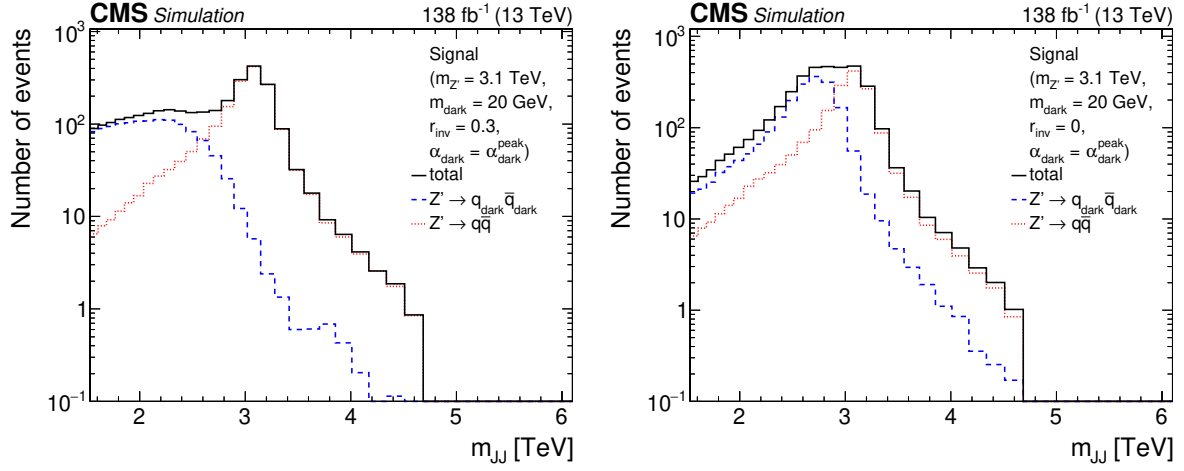 CMS Simulation 138 fb⁻¹ (13 TeV)
Number of events
10³
10²
10
1
10⁻¹
Signal
(m_Z' = 3.1 TeV,
m_dark = 20 GeV,
r_inv = 0.3,
α_dark = α_dark^peak)
total
Z' → q_dark q̅_dark
Z' → qq̅
2 3 4 5 6
m_JJ [TeV]
CMS Simulation 138 fb⁻¹ (13 TeV)
Number of events
10³
10²
10
1
10⁻¹
Signal
(m_Z' = 3.1 TeV,
m_dark = 20 GeV,
r_inv = 0,
α_dark = α_dark^peak)
total
Z' → q_dark q̅_dark
Z' → qq̅
2 3 4 5 6
m_JJ [TeV]